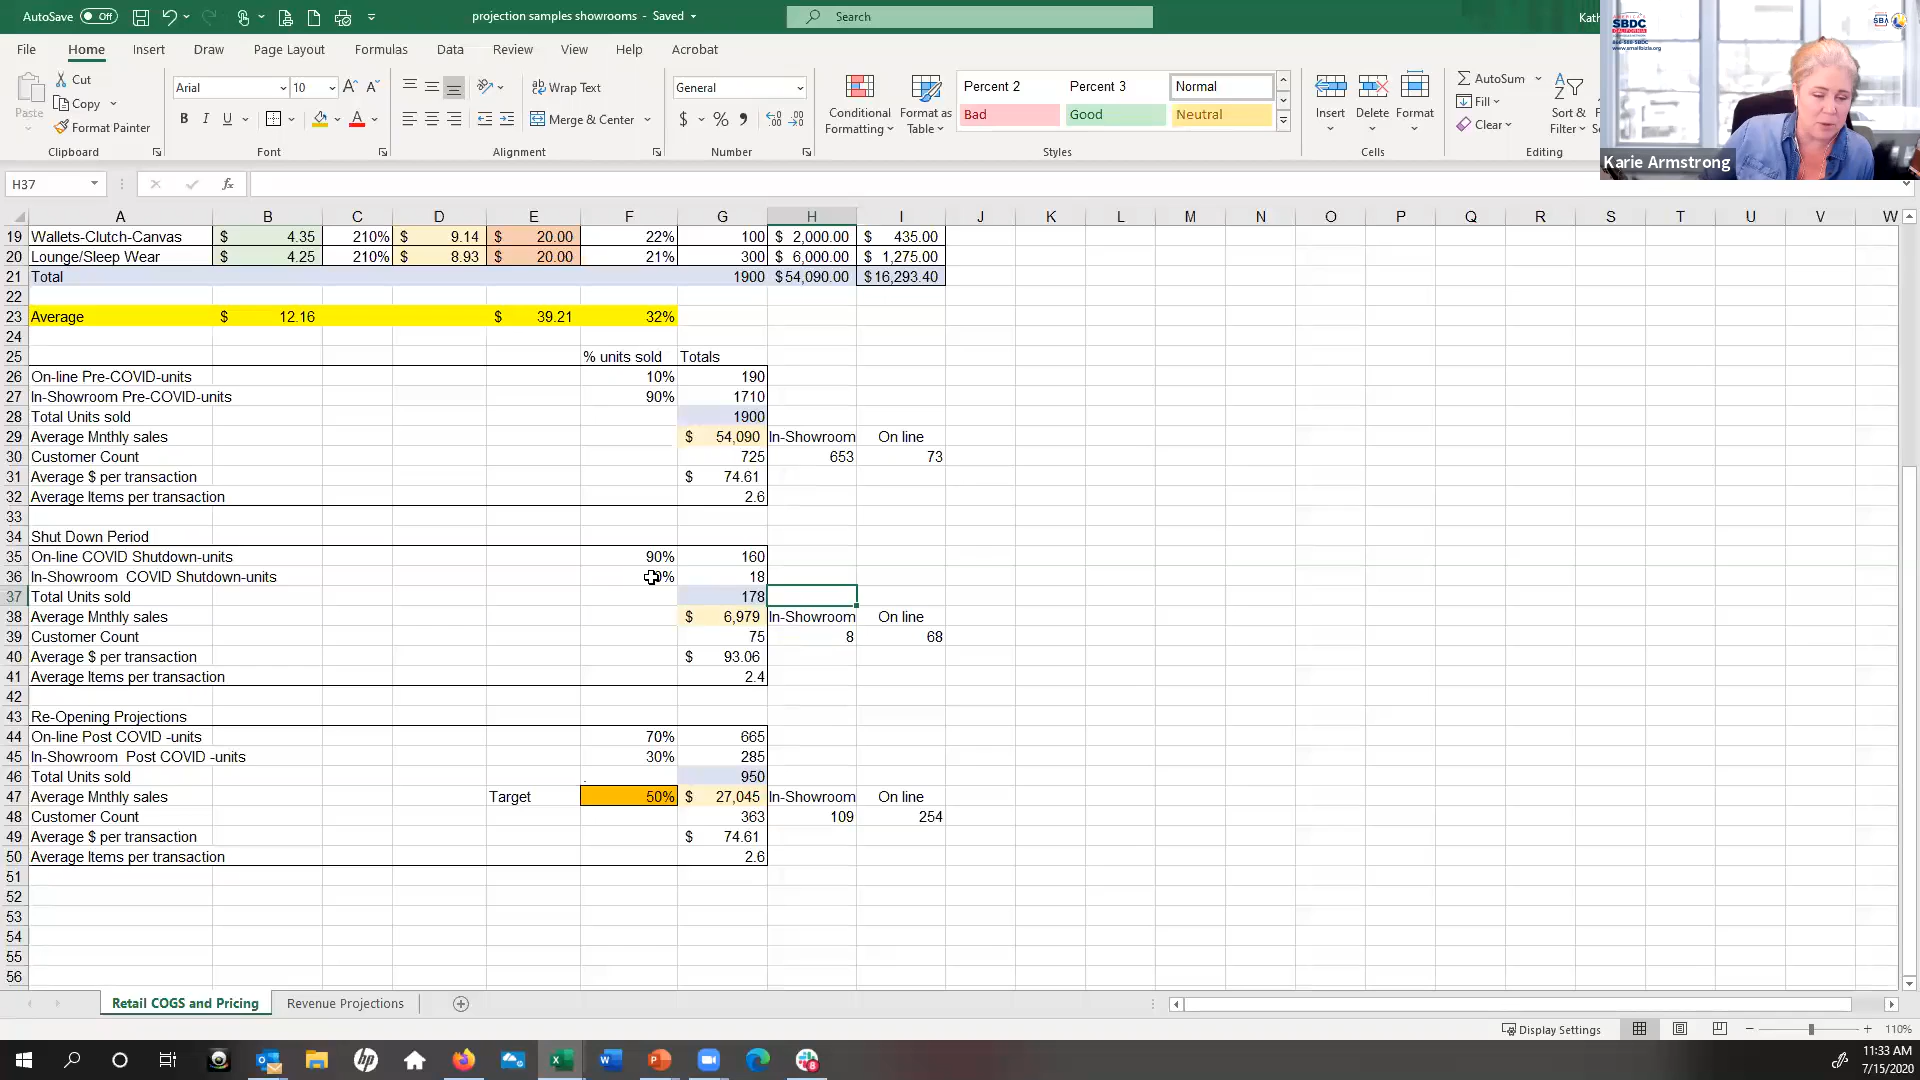 AutoSave Off projection samples showrooms - Saved Search Kath
File Home Insert Draw Page Layout Formulas Data Review View Help Acrobat
Paste Cut Copy Format Painter Clipboard
Arial 10 B I U A Font
Wrap Text Merge & Center Alignment
General $ % Number
Conditional Formatting Format as Table Percent 2 Percent 3 Normal Bad Good Neutral Styles
Insert Delete Format Cells
AutoSum Fill Clear Sort & Filter Editing
SBDC
CALIFORNIA
SBA
Karie Armstrong
H37 fx
A B C D E F G H I J K L M N O P Q R S T U V W
19 Wallets-Clutch-Canvas $ 4.35 210% $ 9.14 $ 20.00 22% 100 $ 2,000.00 $ 435.00
20 Lounge/Sleep Wear $ 4.25 210% $ 8.93 $ 20.00 21% 300 $ 6,000.00 $ 1,275.00
21 Total 1900 $54,090.00 $16,293.40
22
23 Average $ 12.16 $ 39.21 32%
24
25 % units sold Totals
26 On-line Pre-COVID-units 10% 190
27 In-Showroom Pre-COVID-units 90% 1710
28 Total Units sold 1900
29 Average Mnthly sales $ 54,090 In-Showroom On line
30 Customer Count 725 653 73
31 Average $ per transaction $ 74.61
32 Average Items per transaction 2.6
33
34 Shut Down Period
35 On-line COVID Shutdown-units 90% 160
36 In-Showroom COVID Shutdown-units 18
37 Total Units sold 178
38 Average Mnthly sales $ 6,979 In-Showroom On line
39 Customer Count 75 8 68
40 Average $ per transaction $ 93.06
41 Average Items per transaction 2.4
42
43 Re-Opening Projections
44 On-line Post COVID -units 70% 665
45 In-Showroom Post COVID -units 30% 285
46 Total Units sold . 950
47 Average Mnthly sales Target 50% $ 27,045 In-Showroom On line
48 Customer Count 363 109 254
49 Average $ per transaction $ 74.61
50 Average Items per transaction 2.6
51
52
53
54
55
56
Retail COGS and Pricing Revenue Projections
Display Settings 110%
11:33 AM
7/15/2020